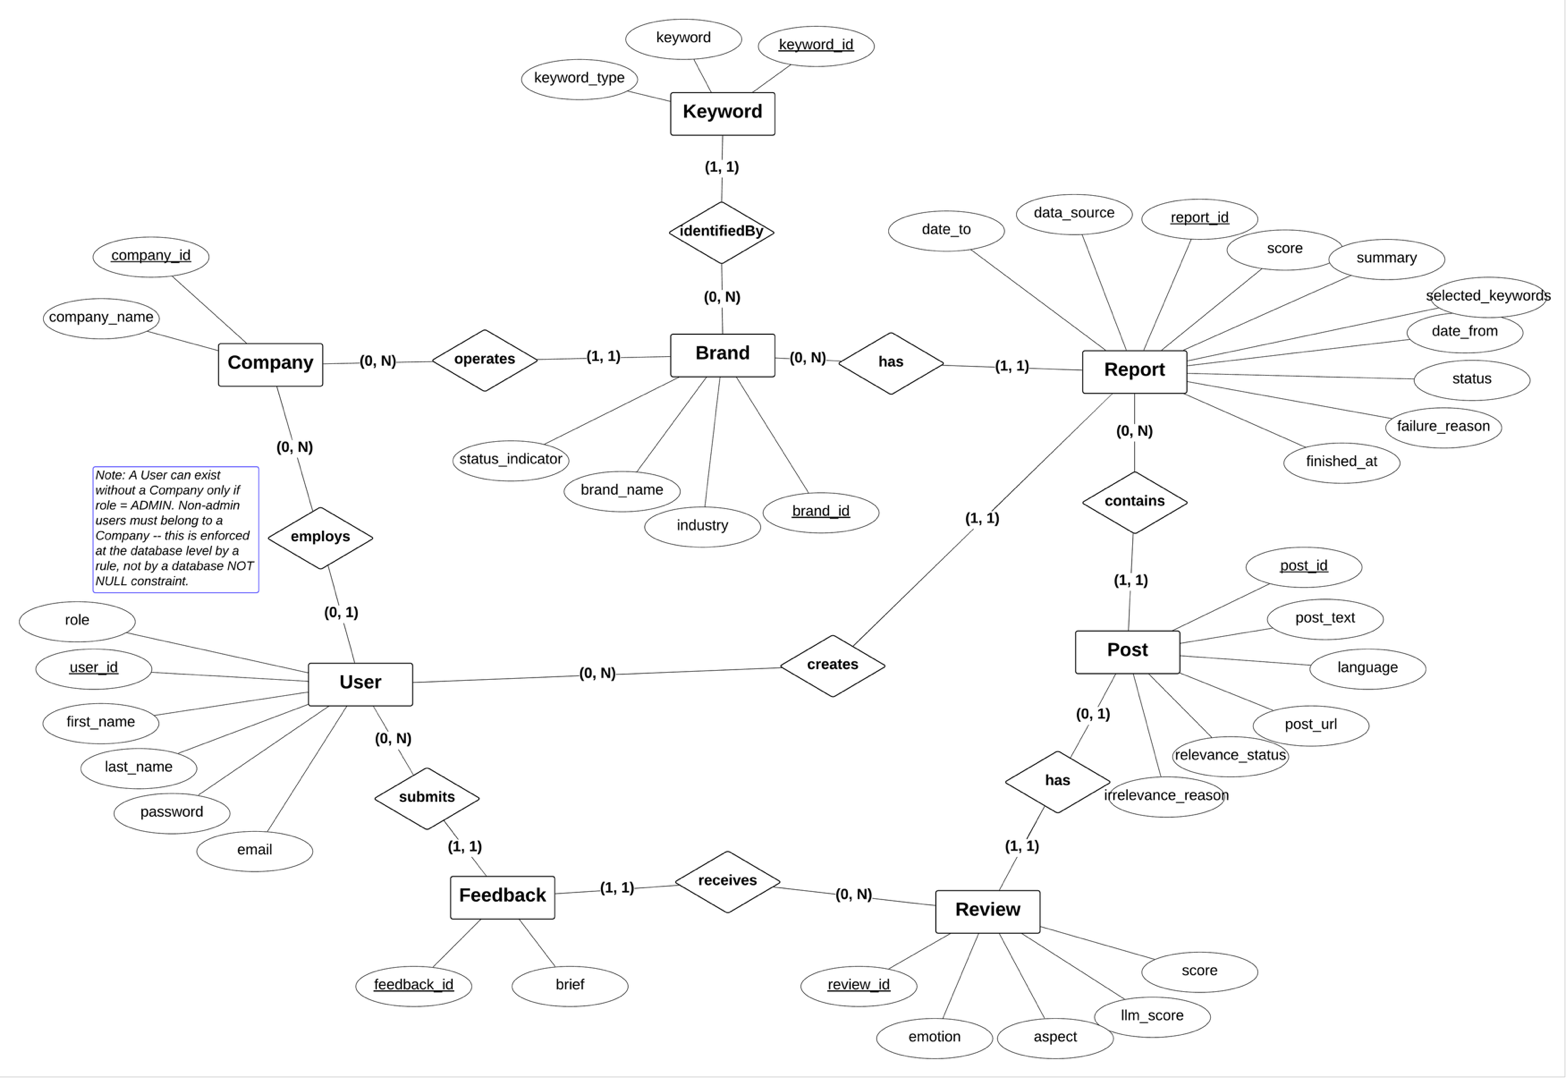 keyword
keyword_id
keyword_type
Keyword
(1, 1)
identifiedBy
(0, N)
company_id
company_name
Company
(0, N)
operates
(1, 1)
Brand
(0, N)
has
(1, 1)
Report
date_to
data_source
report_id
score
summary
selected_keywords
date_from
status
failure_reason
finished_at
status_indicator
brand_name
industry
brand_id
(0, N)
Note: A User can exist
without a Company only if
role = ADMIN. Non-admin
users must belong to a
Company -- this is enforced
at the database level by a
rule, not by a database NOT
NULL constraint.
employs
(0, 1)
(0, N)
contains
(1, 1)
(1, 1)
role
user_id
first_name
last_name
password
email
User
(0, N)
creates
Post
post_id
post_text
language
post_url
relevance_status
irrelevance_reason
(0, N)
submits
(1, 1)
(0, 1)
has
(1, 1)
Feedback
(1, 1)
receives
(0, N)
Review
feedback_id
brief
review_id
emotion
aspect
llm_score
score